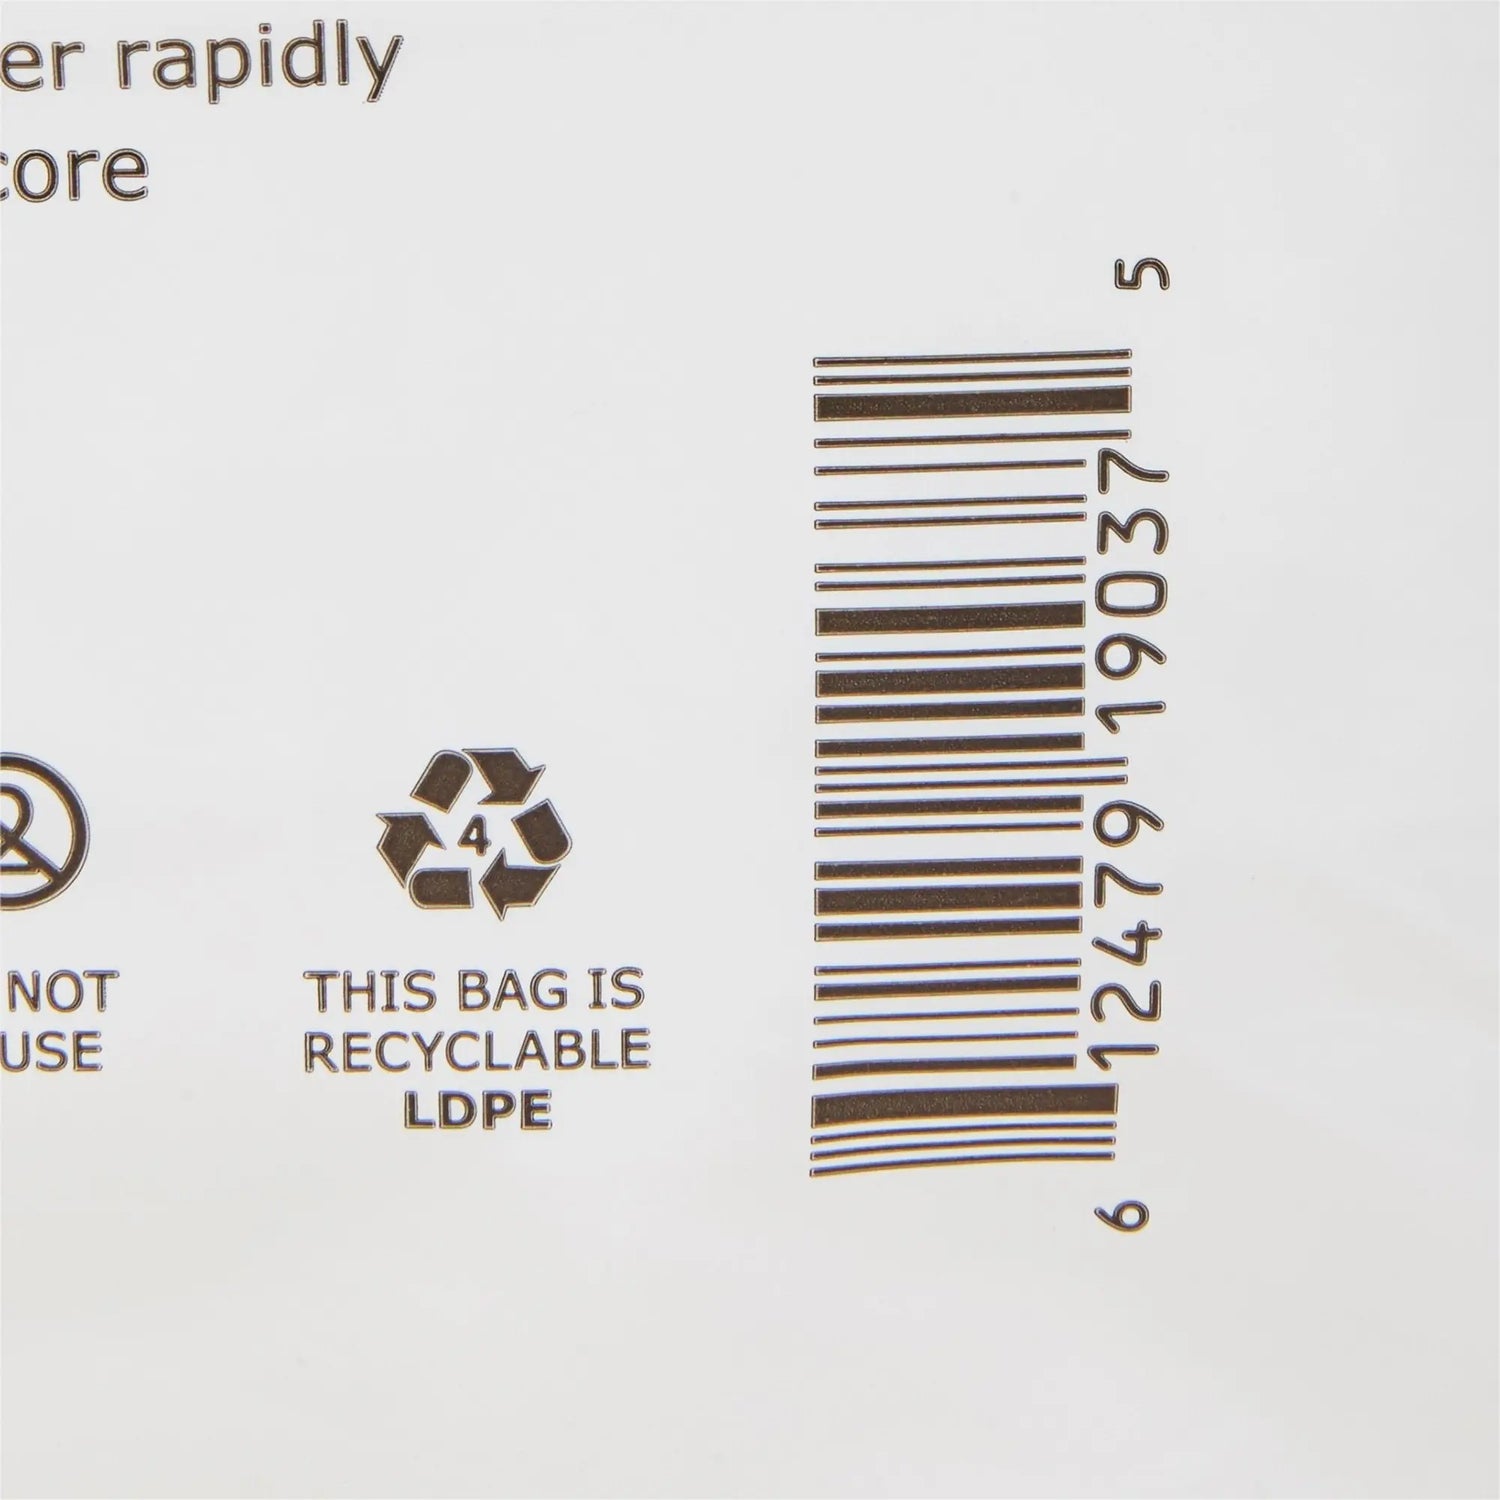 er rapidly
core
NOT
USE
4
THIS BAG IS
RECYCLABLE
LDPE
6 12479 19037 5